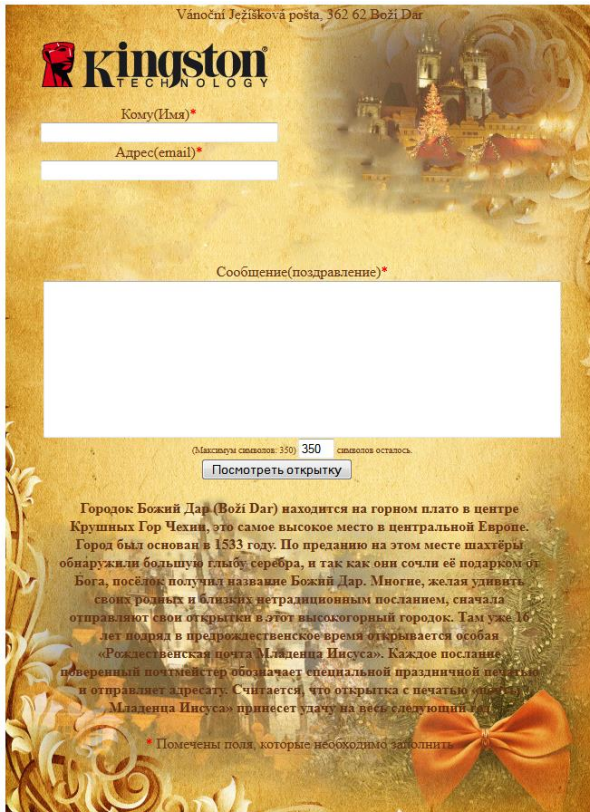 Vánoční Ježíškova pošta, 362 62 Boží Dar
Kingston
TECHNOLOGY
Кому(Имя)*
Адрес(email)*
Сообщение(поздравление)*
(Максимум символов: 350) 350 символов осталось.
Посмотреть открытку
Городок Божий Дар (Boží Dar) находится на горном плато в центре
Крушных Гор Чехии, это самое высокое место в центральной Европе.
Город был основан в 1533 году. По преданию на этом месте шахтёры
обнаружили большую глыбу серебра, и так как они сочли её подарком от
Бога, посёлок получил название Божий Дар. Многие, желая удивить
своих родных и близких нетрадиционным посланием, сначала
отправляют свои открытки в этот высокогорный городок. Там уже 16
лет подряд в предрождественское время открывается особая
«Рождественская почта Младенца Иисуса». Каждое послание
поверенный почтмейстер обозначает специальной праздничной печатью
и отправляет адресату. Считается, что открытка с печатью «почты
Младенца Иисуса» принесет удачу на весь следующий год.
* Помечены поля, которые необходимо заполнить